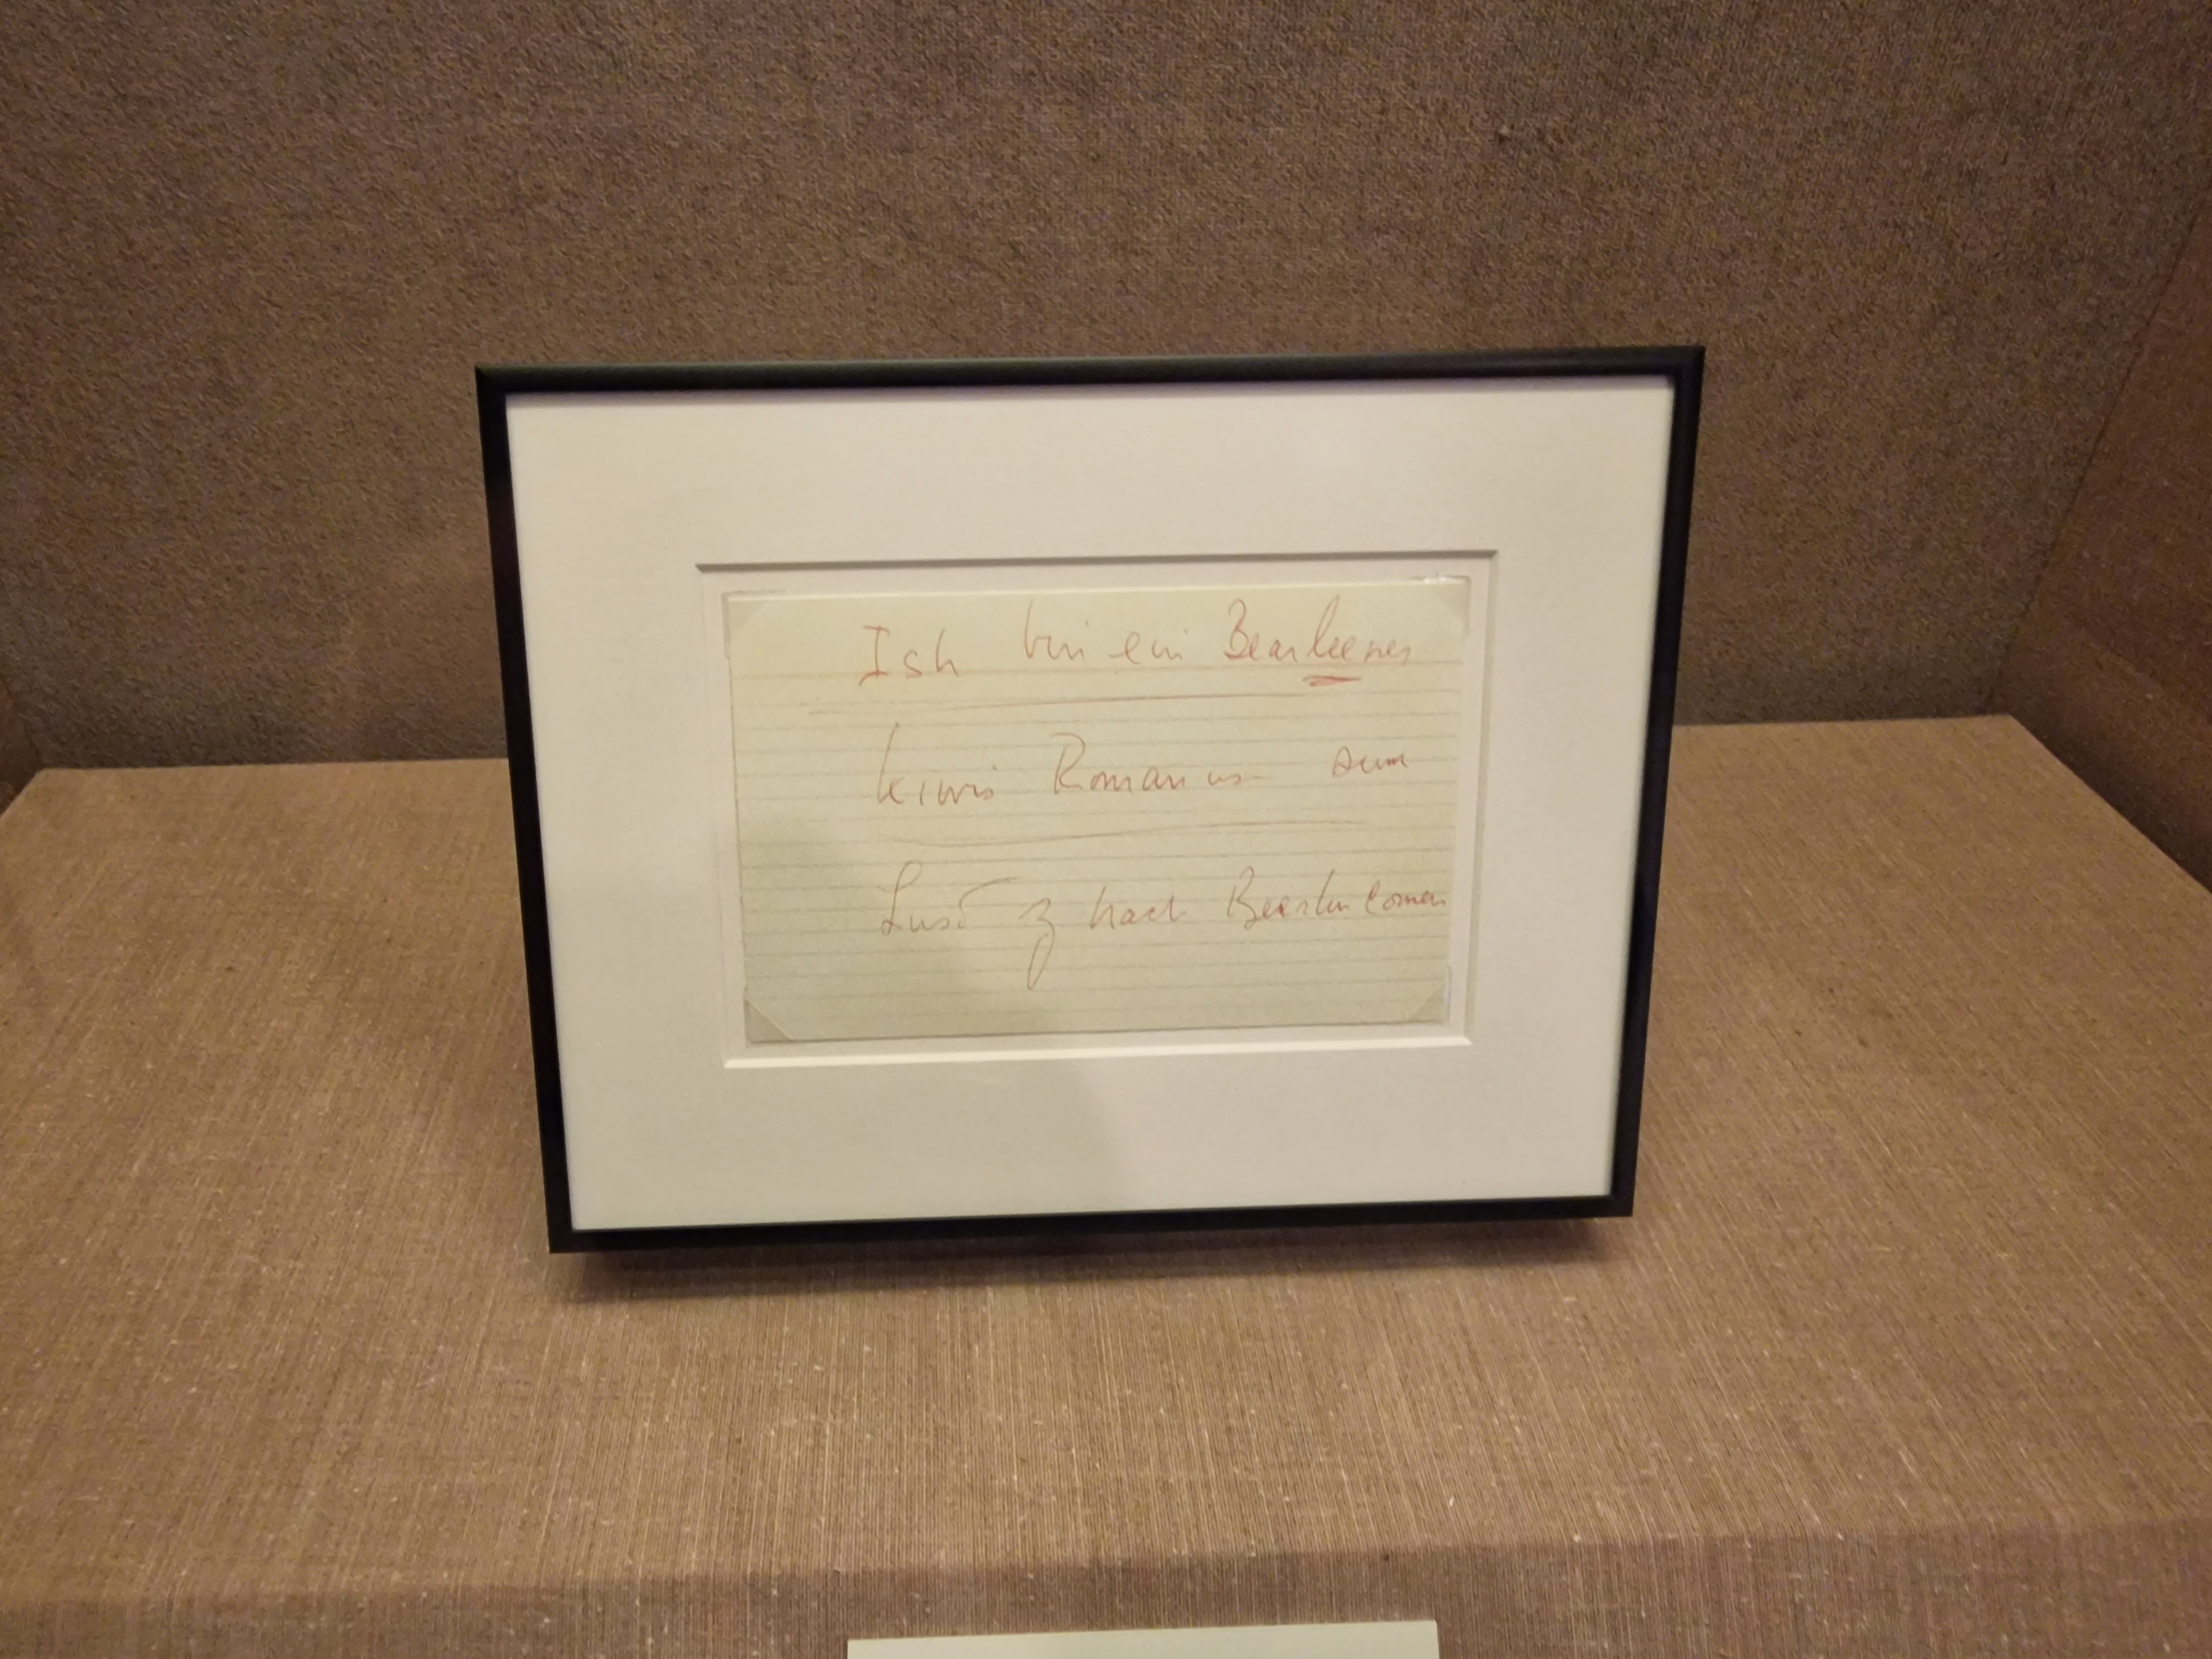 Ish bin ein Bearleener
kiwis Romanus sum
Lust z nach Bearlin comen